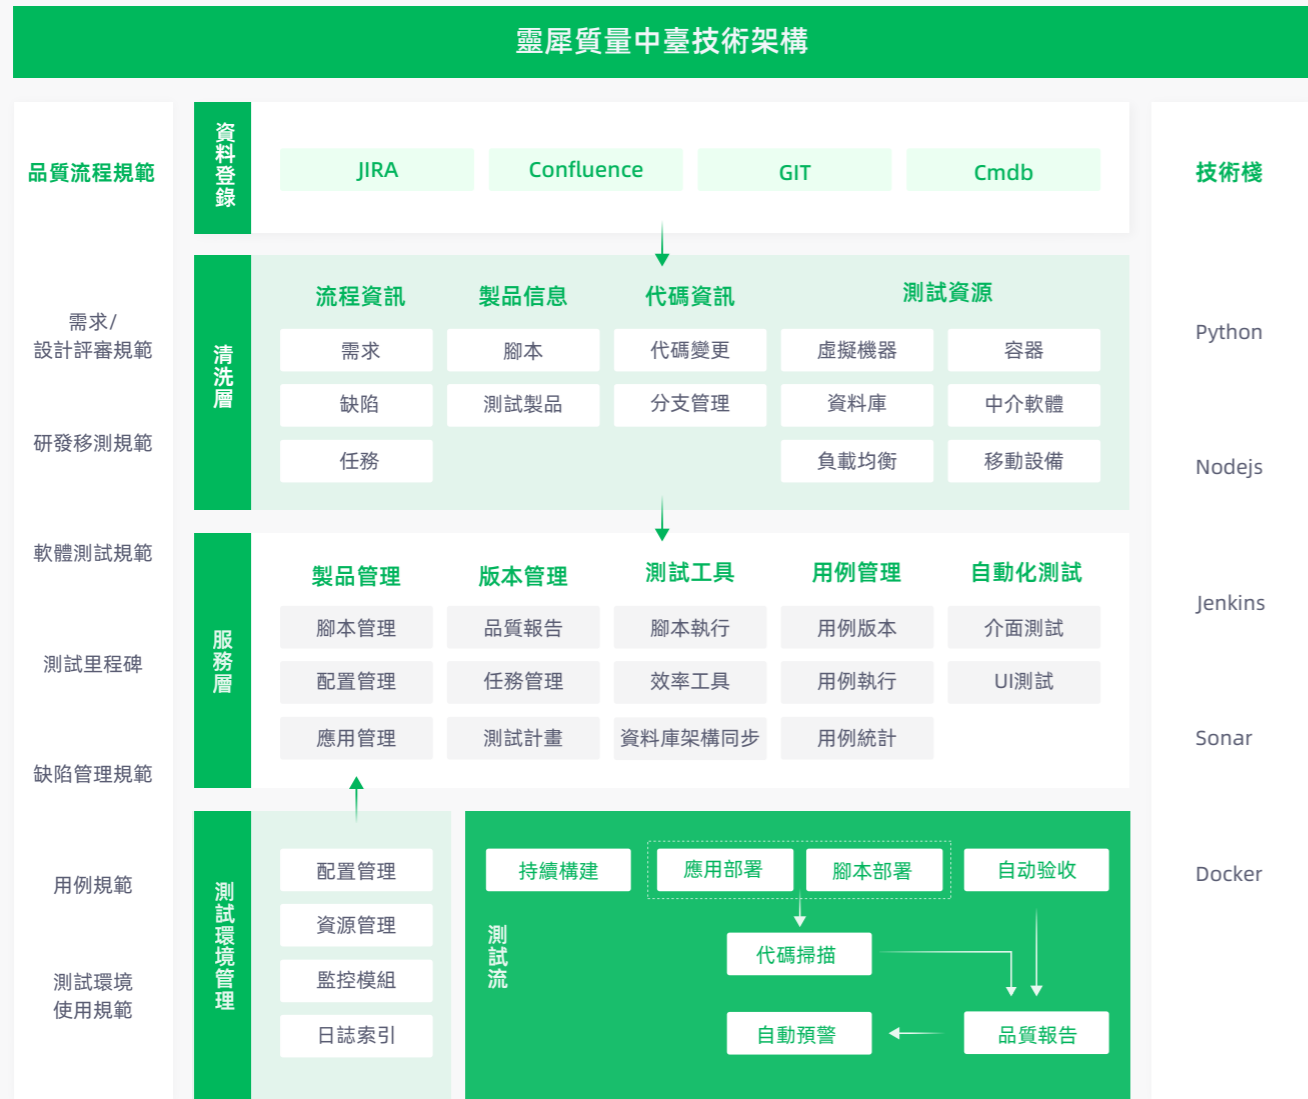 靈犀質量中臺技術架構
品質流程規範
需求/
設計評審規範
研發移測規範
軟體測試規範
測試里程碑
缺陷管理規範
用例規範
測試環境
使用規範
資料登錄
JIRA
Confluence
GIT
Cmdb
清洗層
流程資訊
製品信息
代碼資訊
測試資源
需求
腳本
代碼變更
虛擬機器
容器
缺陷
測試製品
分支管理
資料庫
中介軟體
任務
負載均衡
移動設備
服務層
製品管理
版本管理
測試工具
用例管理
自動化測試
腳本管理
品質報告
腳本執行
用例版本
介面測試
配置管理
任務管理
效率工具
用例執行
UI測試
應用管理
測試計畫
資料庫架構同步
用例統計
測試環境管理
配置管理
資源管理
監控模組
日誌索引
測試流
持續構建
應用部署
腳本部署
自动验收
代碼掃描
自動預警
品質報告
技術棧
Python
Nodejs
Jenkins
Sonar
Docker